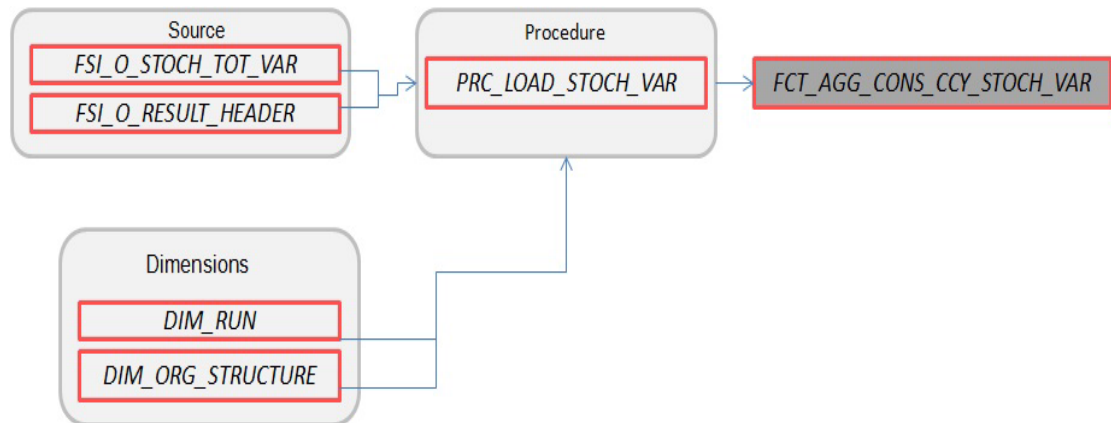 Source
FSI_O_STOCH_TOT_VAR
FSI_O_RESULT_HEADER
Procedure
PRC_LOAD_STOCH_VAR
FCT_AGG_CONS_CCY_STOCH_VAR
Dimensions
DIM_RUN
DIM_ORG_STRUCTURE